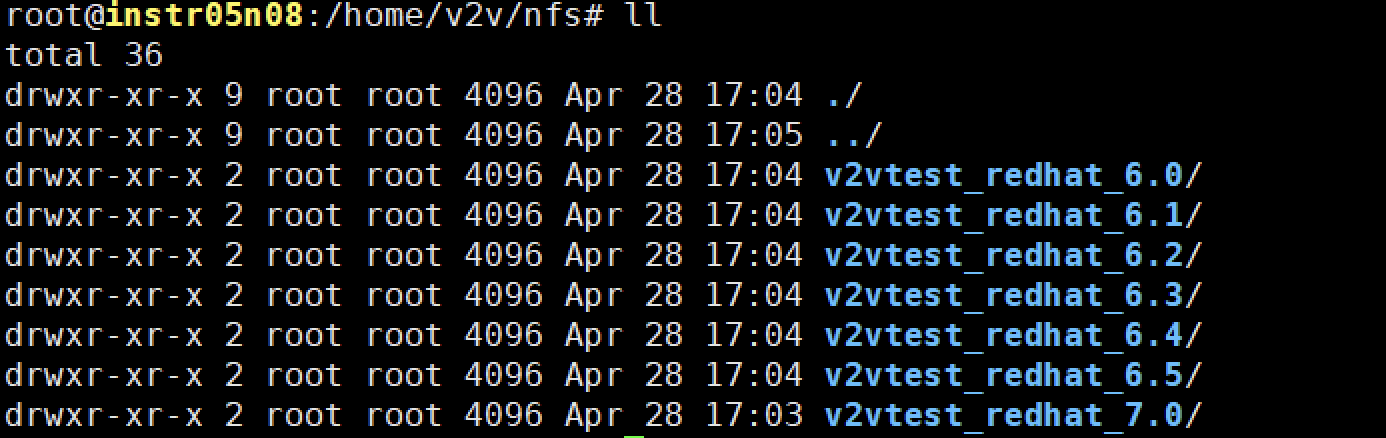 root@instr05n08:/home/v2v/nfs# ll
total 36
drwxr-xr-x 9 root root 4096 Apr 28 17:04 ./
drwxr-xr-x 9 root root 4096 Apr 28 17:05 ../
drwxr-xr-x 2 root root 4096 Apr 28 17:04 v2vtest_redhat_6.0/
drwxr-xr-x 2 root root 4096 Apr 28 17:04 v2vtest_redhat_6.1/
drwxr-xr-x 2 root root 4096 Apr 28 17:04 v2vtest_redhat_6.2/
drwxr-xr-x 2 root root 4096 Apr 28 17:04 v2vtest_redhat_6.3/
drwxr-xr-x 2 root root 4096 Apr 28 17:04 v2vtest_redhat_6.4/
drwxr-xr-x 2 root root 4096 Apr 28 17:04 v2vtest_redhat_6.5/
drwxr-xr-x 2 root root 4096 Apr 28 17:03 v2vtest_redhat_7.0/